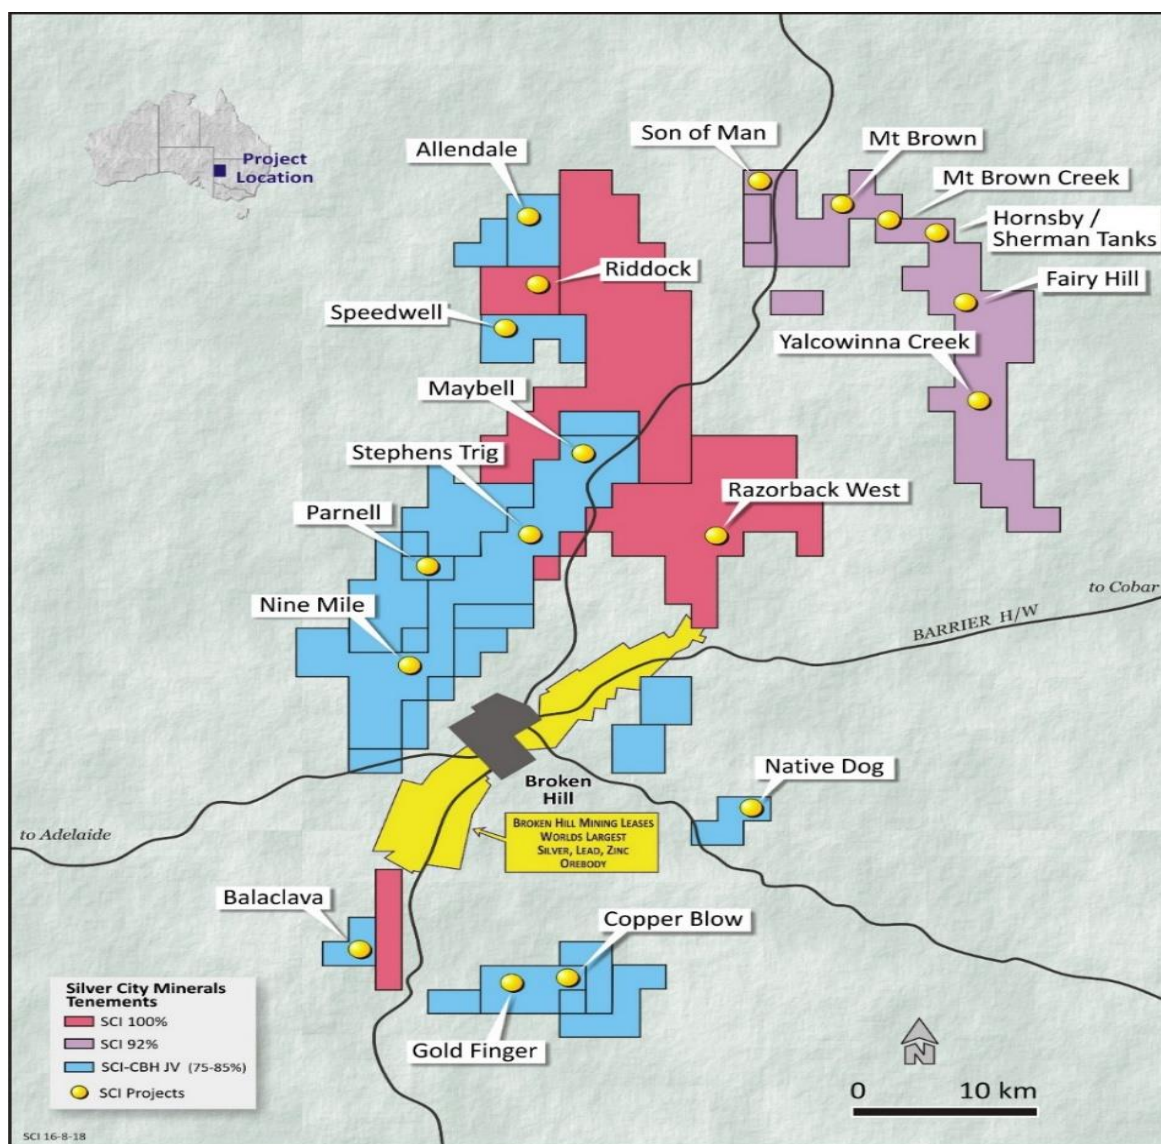 Project
Location
Allendale
Son of Man
Mt Brown
Mt Brown Creek
Hornsby /
Sherman Tanks
Riddock
Fairy Hill
Speedwell
Yalcowinna Creek
Maybell
Stephens Trig
Razorback West
Parnell
to Cobar
Nine Mile
BARRIER H/W
Native Dog
Broken
Hill
to Adelaide
BROKEN HILL MINING LEASES
WORLDS LARGEST
SILVER, LEAD, ZINC
OREBODY
Balaclava
Copper Blow
Gold Finger
Silver City Minerals
Tenements
SCI 100%
SCI 92%
SCI-CBH JV (75-85%)
SCI Projects
N
0 10 km
SCI 16-8-18